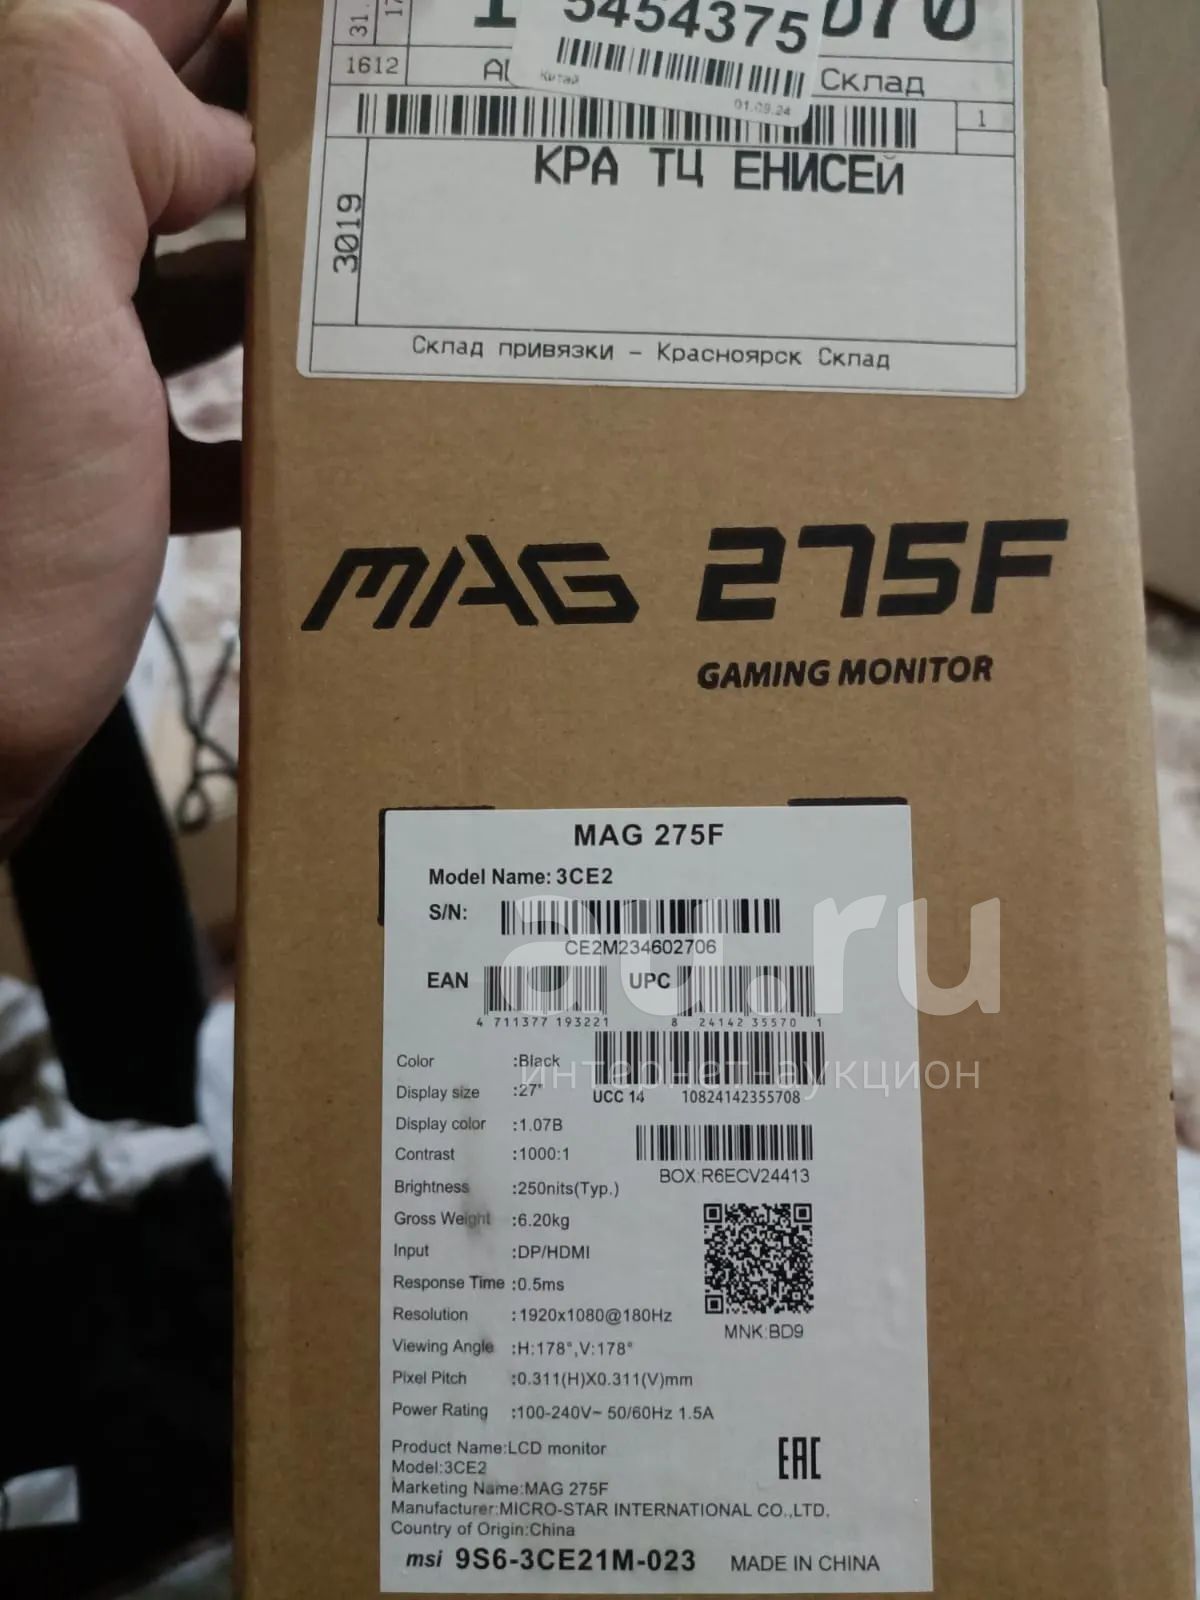 31.
17
5454375
070
1612
Китай
Склад
01.09.24
1
КРА ТЦ ЕНИСЕЙ
3019
Склад привязки - Красноярск Склад
MAG 275F
GAMING MONITOR
MAG 275F
Model Name: 3CE2
S/N:
CE2M234602706
EAN
UPC
4 711377 193221
8 24142 35570 1
au.ru
интернет-аукцион
Color :Black
Display size :27"
UCC 14 10824142355708
Display color :1.07B
Contrast :1000:1
BOX:R6ECV24413
Brightness :250nits(Typ.)
Gross Weight :6.20kg
Input :DP/HDMI
Response Time :0.5ms
Resolution :1920x1080@180Hz
MNK:BD9
Viewing Angle :H:178°,V:178°
Pixel Pitch :0.311(H)X0.311(V)mm
Power Rating :100-240V~ 50/60Hz 1.5A
Product Name:LCD monitor
EAC
Model:3CE2
Marketing Name:MAG 275F
Manufacturer:MICRO-STAR INTERNATIONAL CO.,LTD.
Country of Origin:China
msi 9S6-3CE21M-023 MADE IN CHINA